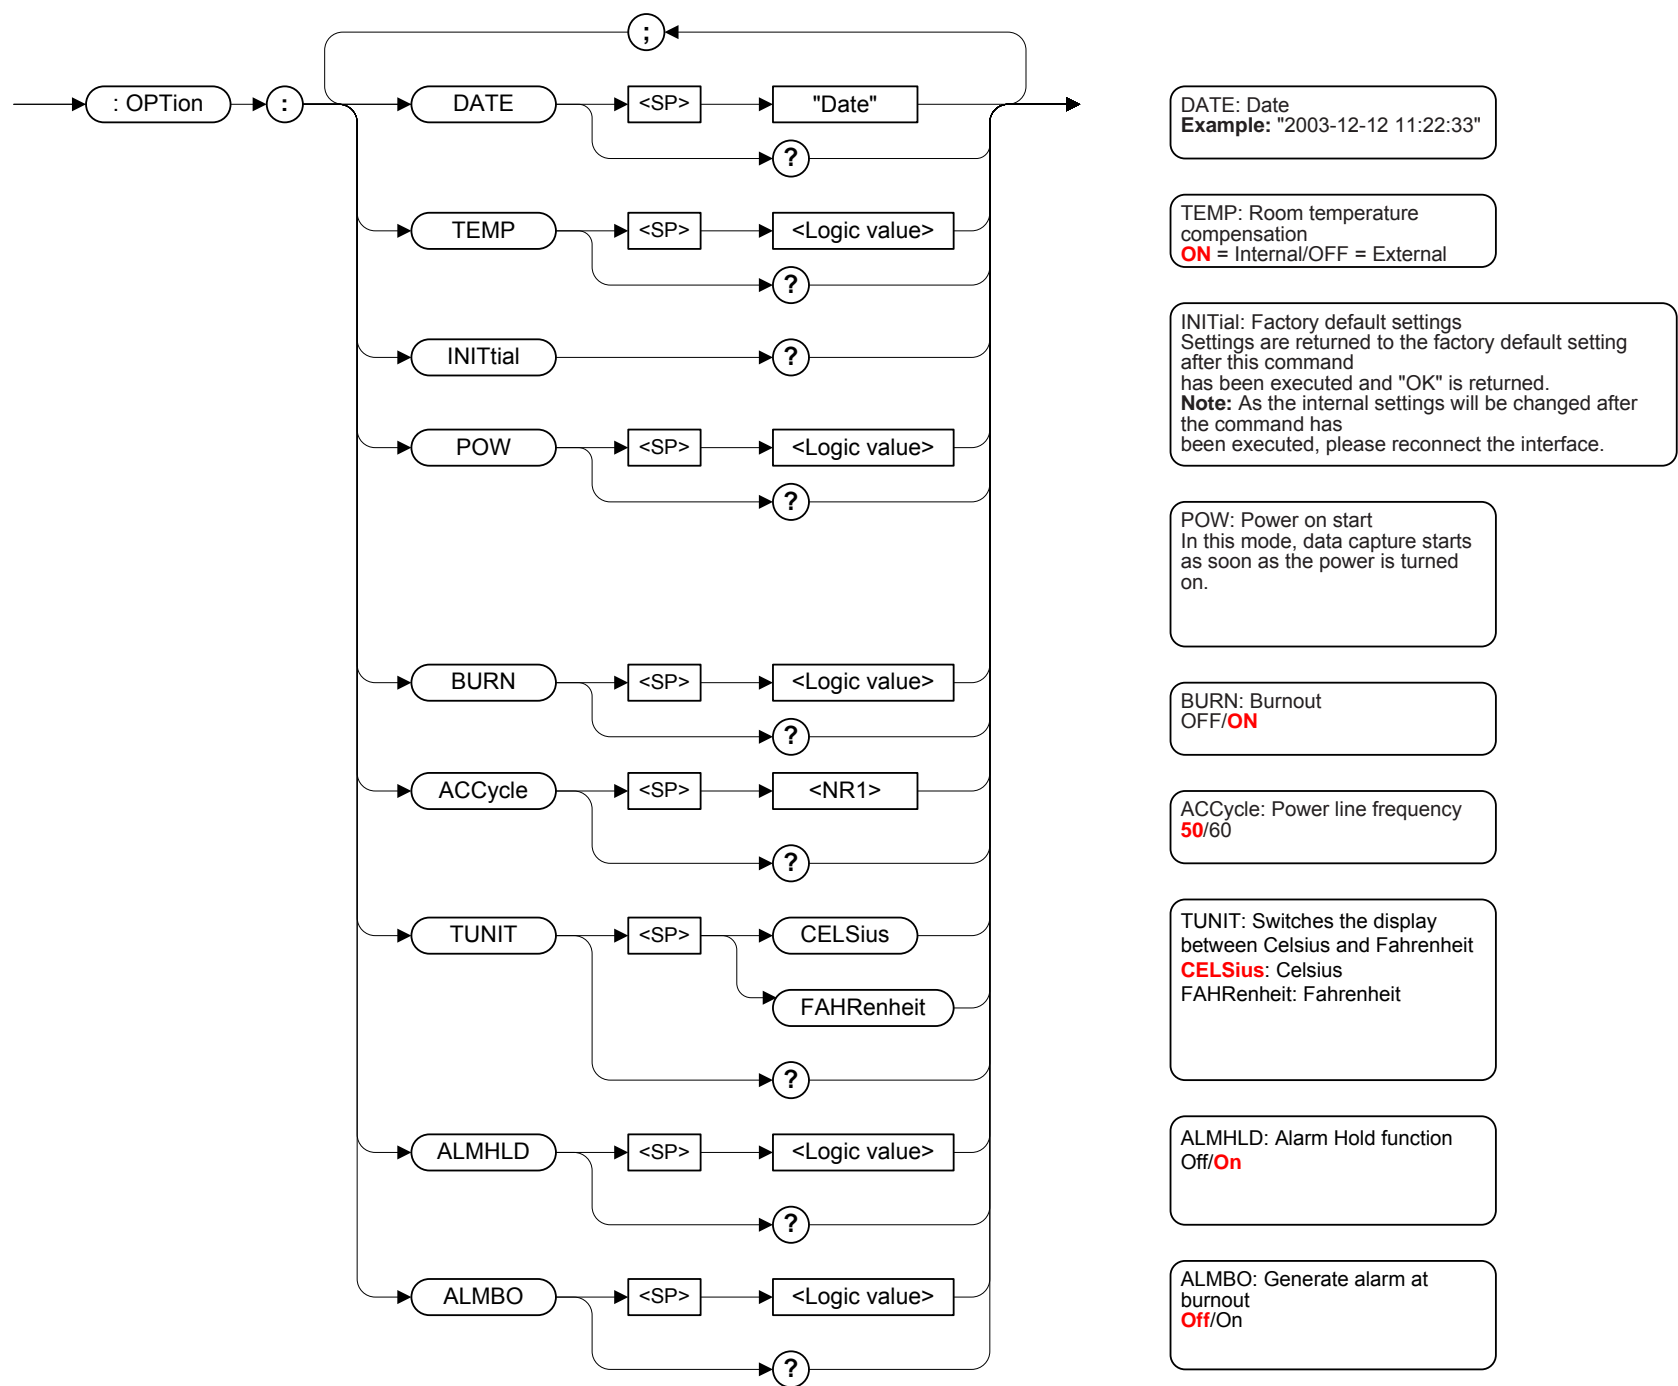 ;
: OPTion : DATE <SP> "Date"
?
TEMP <SP> <Logic value>
?
INITtial ?
POW <SP> <Logic value>
?
BURN <SP> <Logic value>
?
ACCycle <SP> <NR1>
?
TUNIT <SP> CELSius
FAHRenheit
?
ALMHLD <SP> <Logic value>
?
ALMBO <SP> <Logic value>
?
DATE: Date
Example: "2003-12-12 11:22:33"
TEMP: Room temperature
compensation
ON = Internal/OFF = External
INITial: Factory default settings
Settings are returned to the factory default setting
after this command
has been executed and "OK" is returned.
Note: As the internal settings will be changed after
the command has
been executed, please reconnect the interface.
POW: Power on start
In this mode, data capture starts
as soon as the power is turned
on.
BURN: Burnout
OFF/ON
ACCycle: Power line frequency
50/60
TUNIT: Switches the display
between Celsius and Fahrenheit
CELSius: Celsius
FAHRenheit: Fahrenheit
ALMHLD: Alarm Hold function
Off/On
ALMBO: Generate alarm at
burnout
Off/On